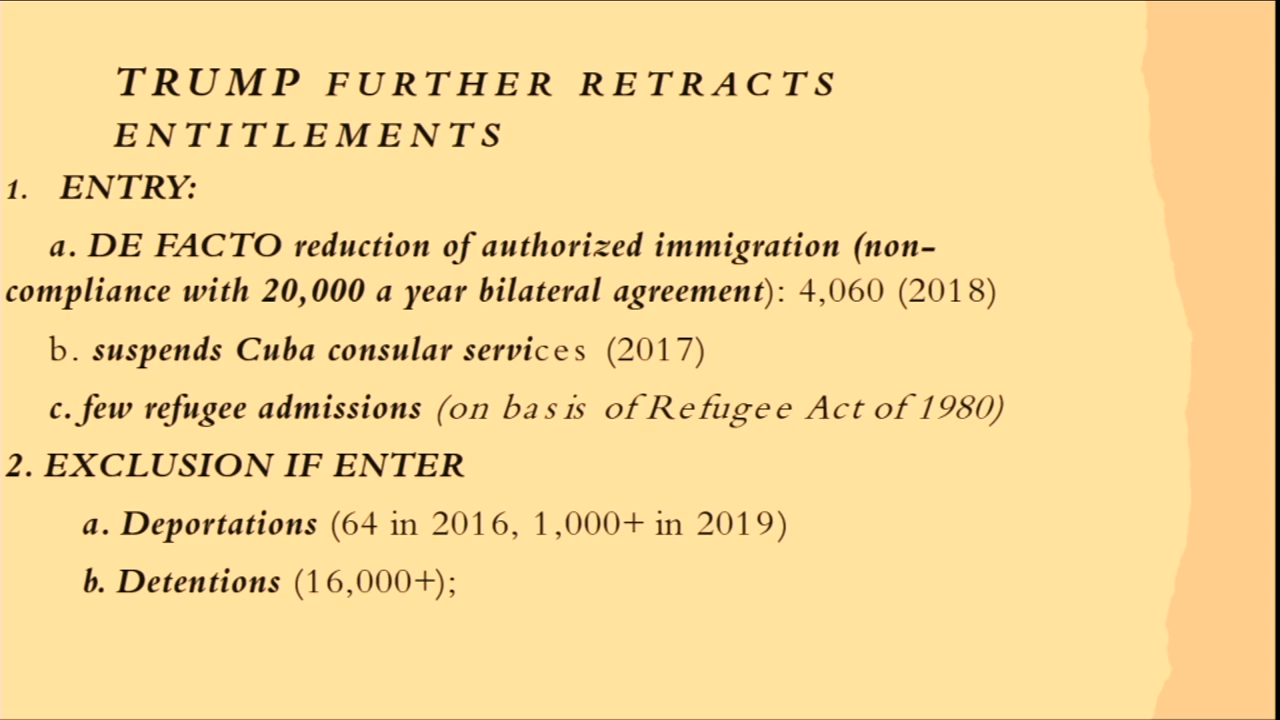 TRUMP FURTHER RETRACTS
ENTITLEMENTS
1. ENTRY:
a. DE FACTO reduction of authorized immigration (non-
compliance with 20,000 a year bilateral agreement): 4,060 (2018)
b. suspends Cuba consular services (2017)
c. few refugee admissions (on basis of Refugee Act of 1980)
2. EXCLUSION IF ENTER
a. Deportations (64 in 2016, 1,000+ in 2019)
b. Detentions (16,000+);